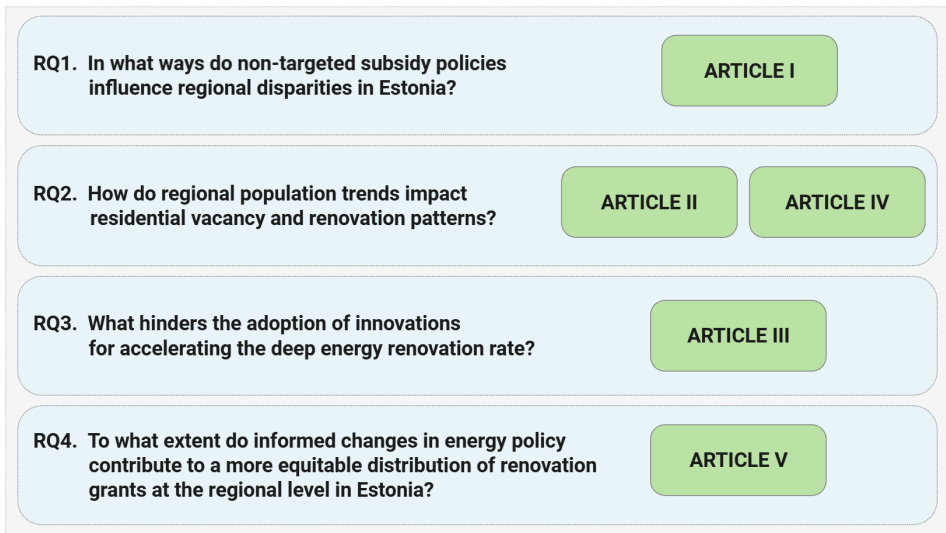 RQ1. In what ways do non-targeted subsidy policies
influence regional disparities in Estonia?
ARTICLE I
RQ2. How do regional population trends impact
residential vacancy and renovation patterns?
ARTICLE II
ARTICLE IV
RQ3. What hinders the adoption of innovations
for accelerating the deep energy renovation rate?
ARTICLE III
RQ4. To what extent do informed changes in energy policy
contribute to a more equitable distribution of renovation
grants at the regional level in Estonia?
ARTICLE V